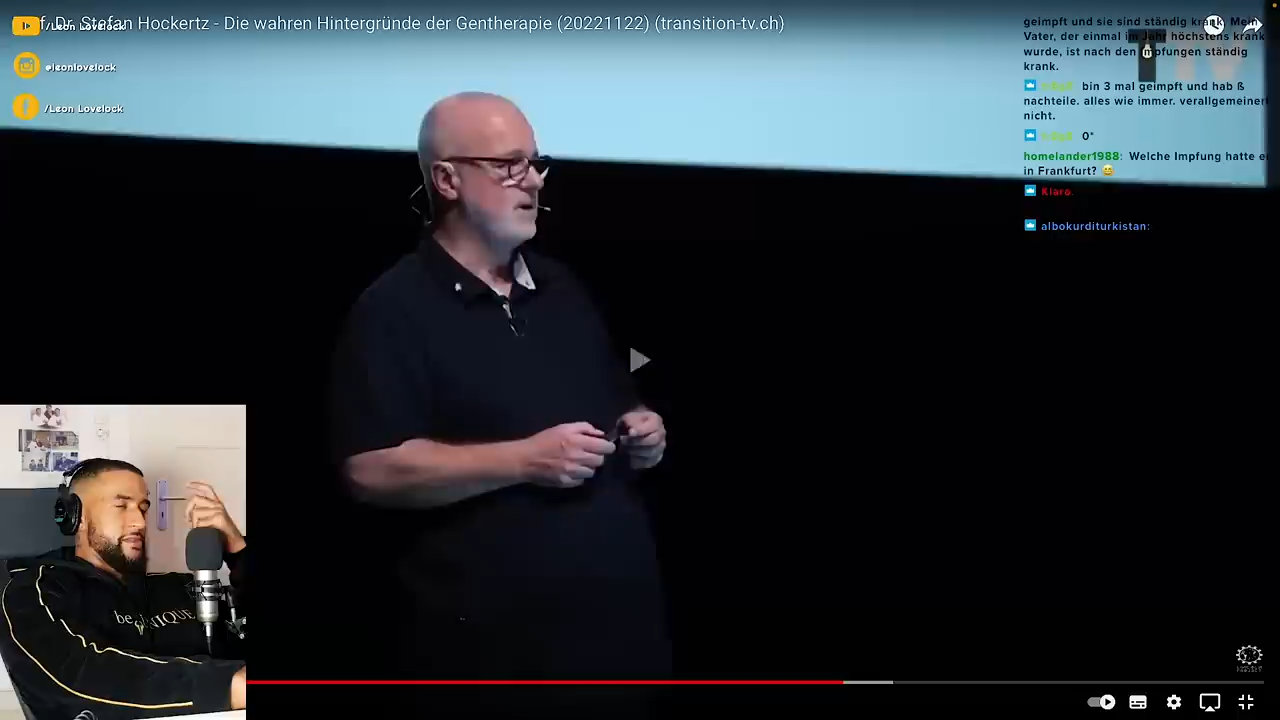 f. Dr. Stefan Hockertz - Die wahren Hintergründe der Gentherapie (20221122) (transition-tv.ch)
/Leon Lovelock
@leonlovelock
/Leon Lovelock
geimpft und sie sind ständig krank. Mein
Vater, der einmal im Jahr höchstens krank
wurde, ist nach den Impfungen ständig
krank.
bin 3 mal geimpft und hab ß
nachteile. alles wie immer. verallgemeinert
nicht.
0*
homelander1988: Welche Impfung hatte er
in Frankfurt? 😅
Klaro.
albokurditurkistan:
be UNIQUE